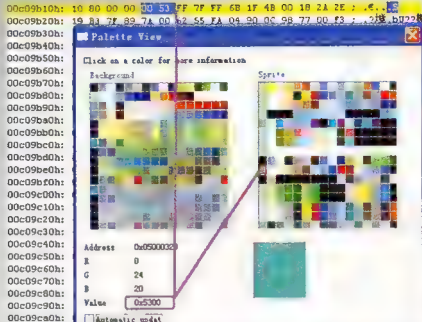 00c09b10h: 10 80 00 00 00 53 FF 7F FF 6B 1F 4B 00 18 2A 2E ; .€...S
00c09b20h: 19
00c09b30h:
Palette View
00c09b40h:
00c09b50h:
Click on a color for more information
00c09b60h:
Background Sprite
00c09b70h:
00c09b80h:
00c09b90h:
00c09ba0h:
00c09bb0h:
00c09bc0h:
00c09bd0h:
00c09be0h:
00c09bf0h:
00c09c00h:
00c09c10h:
00c09c20h:
00c09c30h:
00c09c40h:
Address
00c09c50h:
R 0
00c09c60h:
G 24
00c09c70h:
B 20
00c09c80h:
Value 0x5300
00c09c90h:
00c09ca0h:
Automatic updat